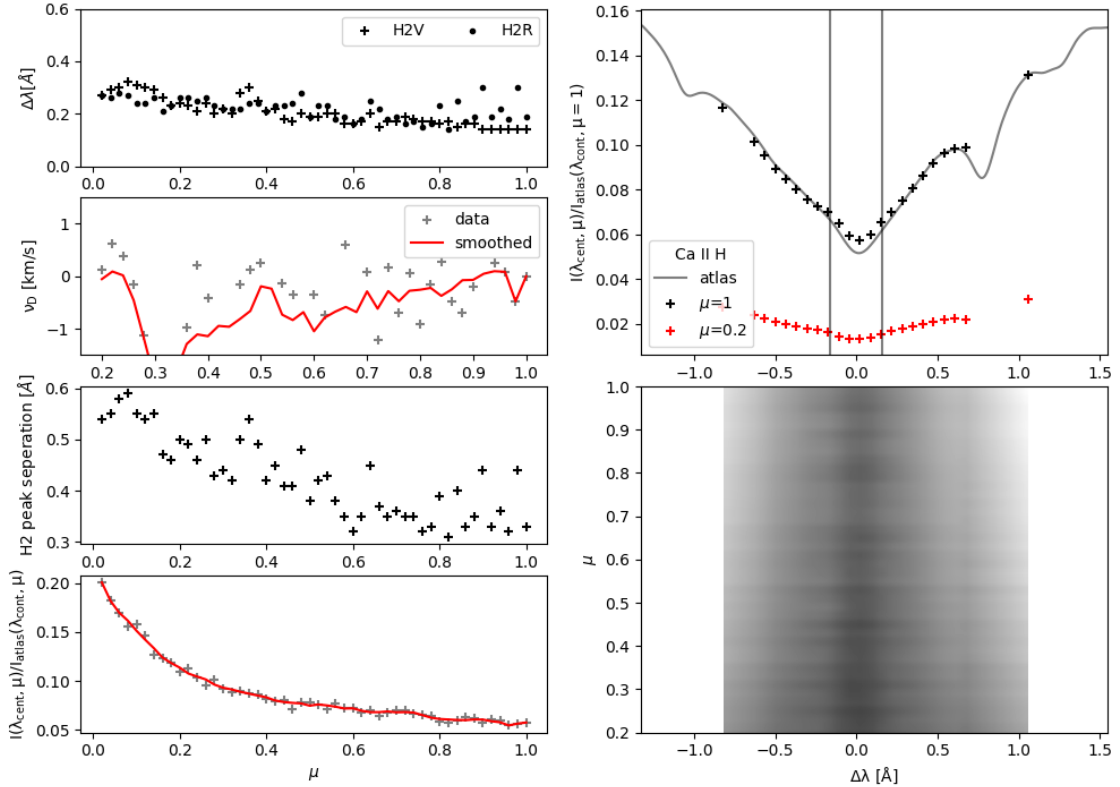 0.6
0.4
0.2
0.0
Δλ[Å]
H2V H2R
0.0 0.2 0.4 0.6 0.8 1.0
1
0
−1
ν_D [km/s]
data
smoothed
0.2 0.3 0.4 0.5 0.6 0.7 0.8 0.9 1.0
0.6
0.5
0.4
0.3
H2 peak seperation [Å]
0.0 0.2 0.4 0.6 0.8 1.0
0.20
0.15
0.10
0.05
I(λ_cent, μ)/I_atlas(λ_cont, μ)
0.0 0.2 0.4 0.6 0.8 1.0
μ
0.16
0.14
0.12
0.10
0.08
0.06
0.04
0.02
I(λ_cent, μ)/I_atlas(λ_cont, μ = 1)
Ca II H
atlas
μ=1
μ=0.2
−1.0 −0.5 0.0 0.5 1.0 1.5
1.0
0.9
0.8
0.7
0.6
0.5
0.4
0.3
0.2
μ
−1.0 −0.5 0.0 0.5 1.0 1.5
Δλ [Å]